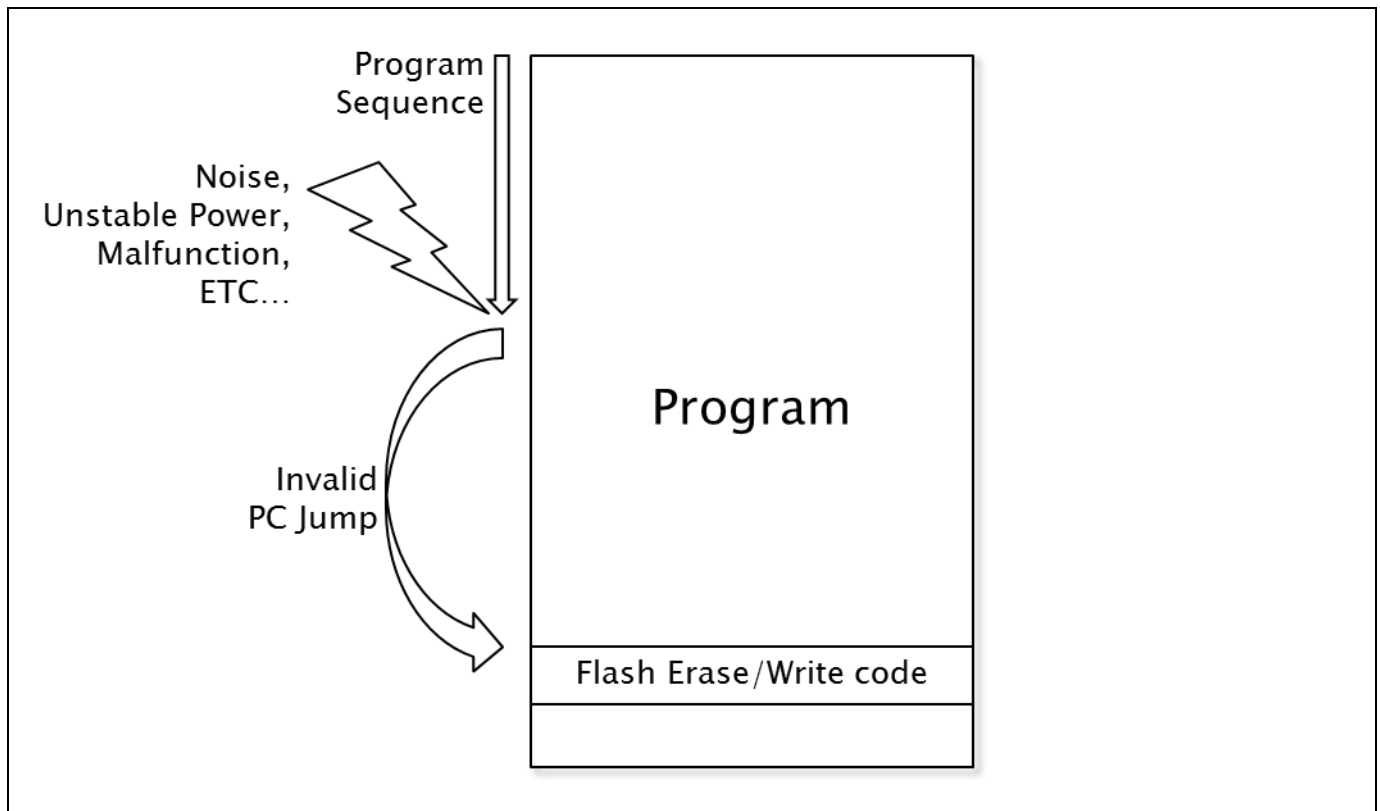 Program
Sequence
Noise,
Unstable Power,
Malfunction,
ETC...
Invalid
PC Jump
Program
Flash Erase/Write code